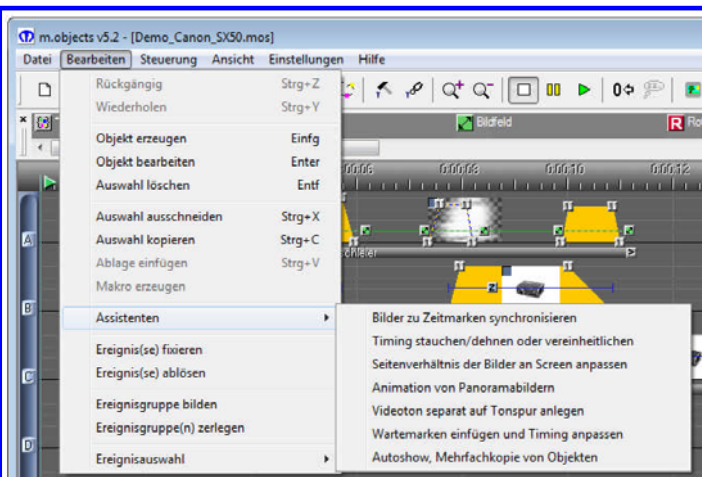 m.objects v5.2 - [Demo_Canon_SX50.mos]
Datei Bearbeiten Steuerung Ansicht Einstellungen Hilfe
Rückgängig Strg+Z
Wiederholen Strg+Y
Objekt erzeugen Einfg
Objekt bearbeiten Enter
Auswahl löschen Entf
Auswahl ausschneiden Strg+X
Auswahl kopieren Strg+C
Ablage einfügen Strg+V
Makro erzeugen
Assistenten
Ereignis(se) fixieren
Ereignis(se) ablösen
Ereignisgruppe bilden
Ereignisgruppe(n) zerlegen
Ereignisauswahl
Bilder zu Zeitmarken synchronisieren
Timing stauchen/dehnen oder vereinheitlichen
Seitenverhältnis der Bilder an Screen anpassen
Animation von Panoramabildern
Videoton separat auf Tonspur anlegen
Wartemarken einfügen und Timing anpassen
Autoshow, Mehrfachkopie von Objekten
Bildfeld R
0:00:08 0:00:10 0:00:12
A
B
Z
C
D